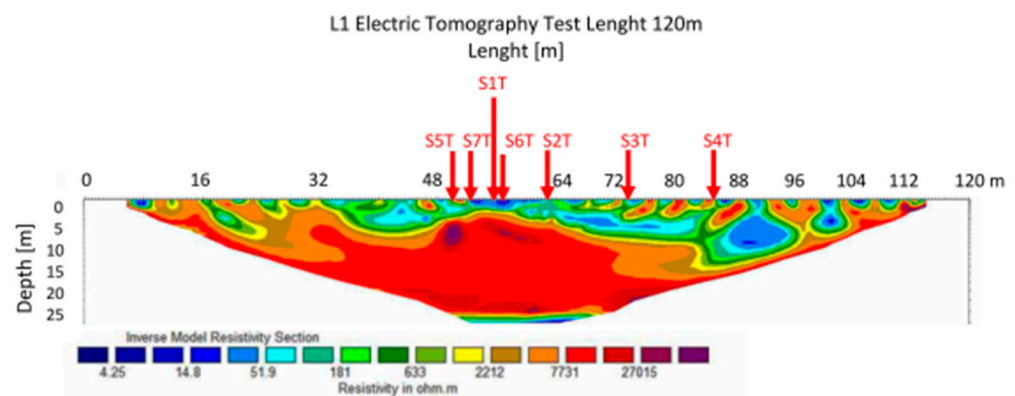 L1 Electric Tomography Test Lenght 120m
Lenght [m]
S1T
S5T S7T S6T S2T S3T S4T
0 16 32 48 64 72 80 88 96 104 112 120 m
Depth [m]
0
5
10
15
20
25
Inverse Model Resistivity Section
4.25 14.8 51.9 181 633 2212 7731 27015
Resistivity in ohm.m